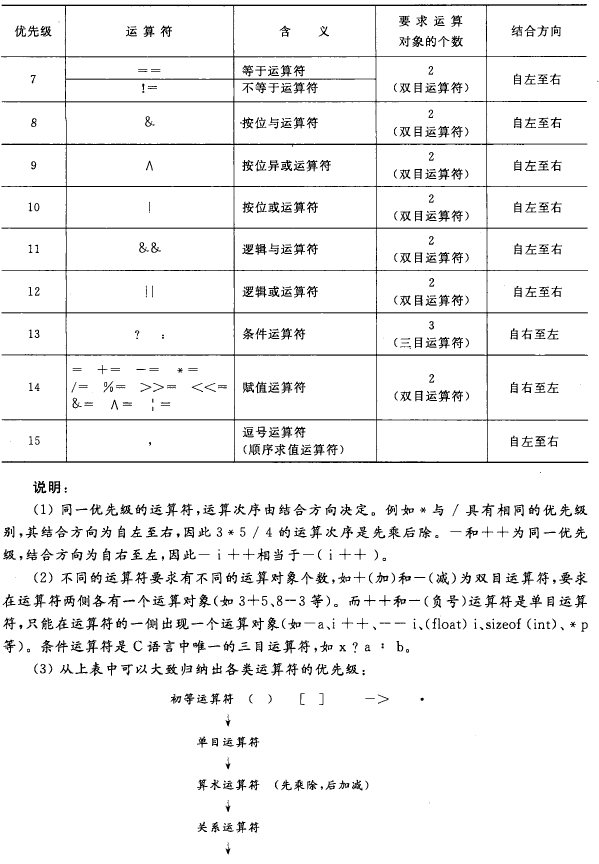 优先级 运算符 含义 要求运算对象的个数 结合方向
7 == 等于运算符 2(双目运算符) 自左至右
!= 不等于运算符
8 & 按位与运算符 2(双目运算符) 自左至右
9 ∧ 按位异或运算符 2(双目运算符) 自左至右
10 | 按位或运算符 2(双目运算符) 自左至右
11 && 逻辑与运算符 2(双目运算符) 自左至右
12 || 逻辑或运算符 2(双目运算符) 自左至右
13 ? : 条件运算符 3(三目运算符) 自右至左
14 = += -= *= /= %= >>= <<= &= ∧= ¦= 赋值运算符 2(双目运算符) 自右至左
15 , 逗号运算符(顺序求值运算符) 自左至右
说明:
(1) 同一优先级的运算符,运算次序由结合方向决定。例如 * 与 / 具有相同的优先级
别,其结合方向为自左至右,因此 3 * 5 / 4 的运算次序是先乘后除。-和++为同一优先
级,结合方向为自右至左,因此-i++相当于-(i++)。
(2) 不同的运算符要求有不同的运算对象个数,如+(加)和-(减)为双目运算符,要求
在运算符两侧各有一个运算对象(如 3+5、8-3 等)。而++和-(负号)运算符是单目运算
符,只能在运算符的一侧出现一个运算对象(如-a、i++、--i、(float) i、sizeof (int)、*p
等)。条件运算符是 C 语言中唯一的三目运算符,如 x ? a : b。
(3) 从上表中可以大致归纳出各类运算符的优先级:
初等运算符 ( ) [ ] -> ·
↓
单目运算符
↓
算术运算符 (先乘除,后加减)
↓
关系运算符
↓